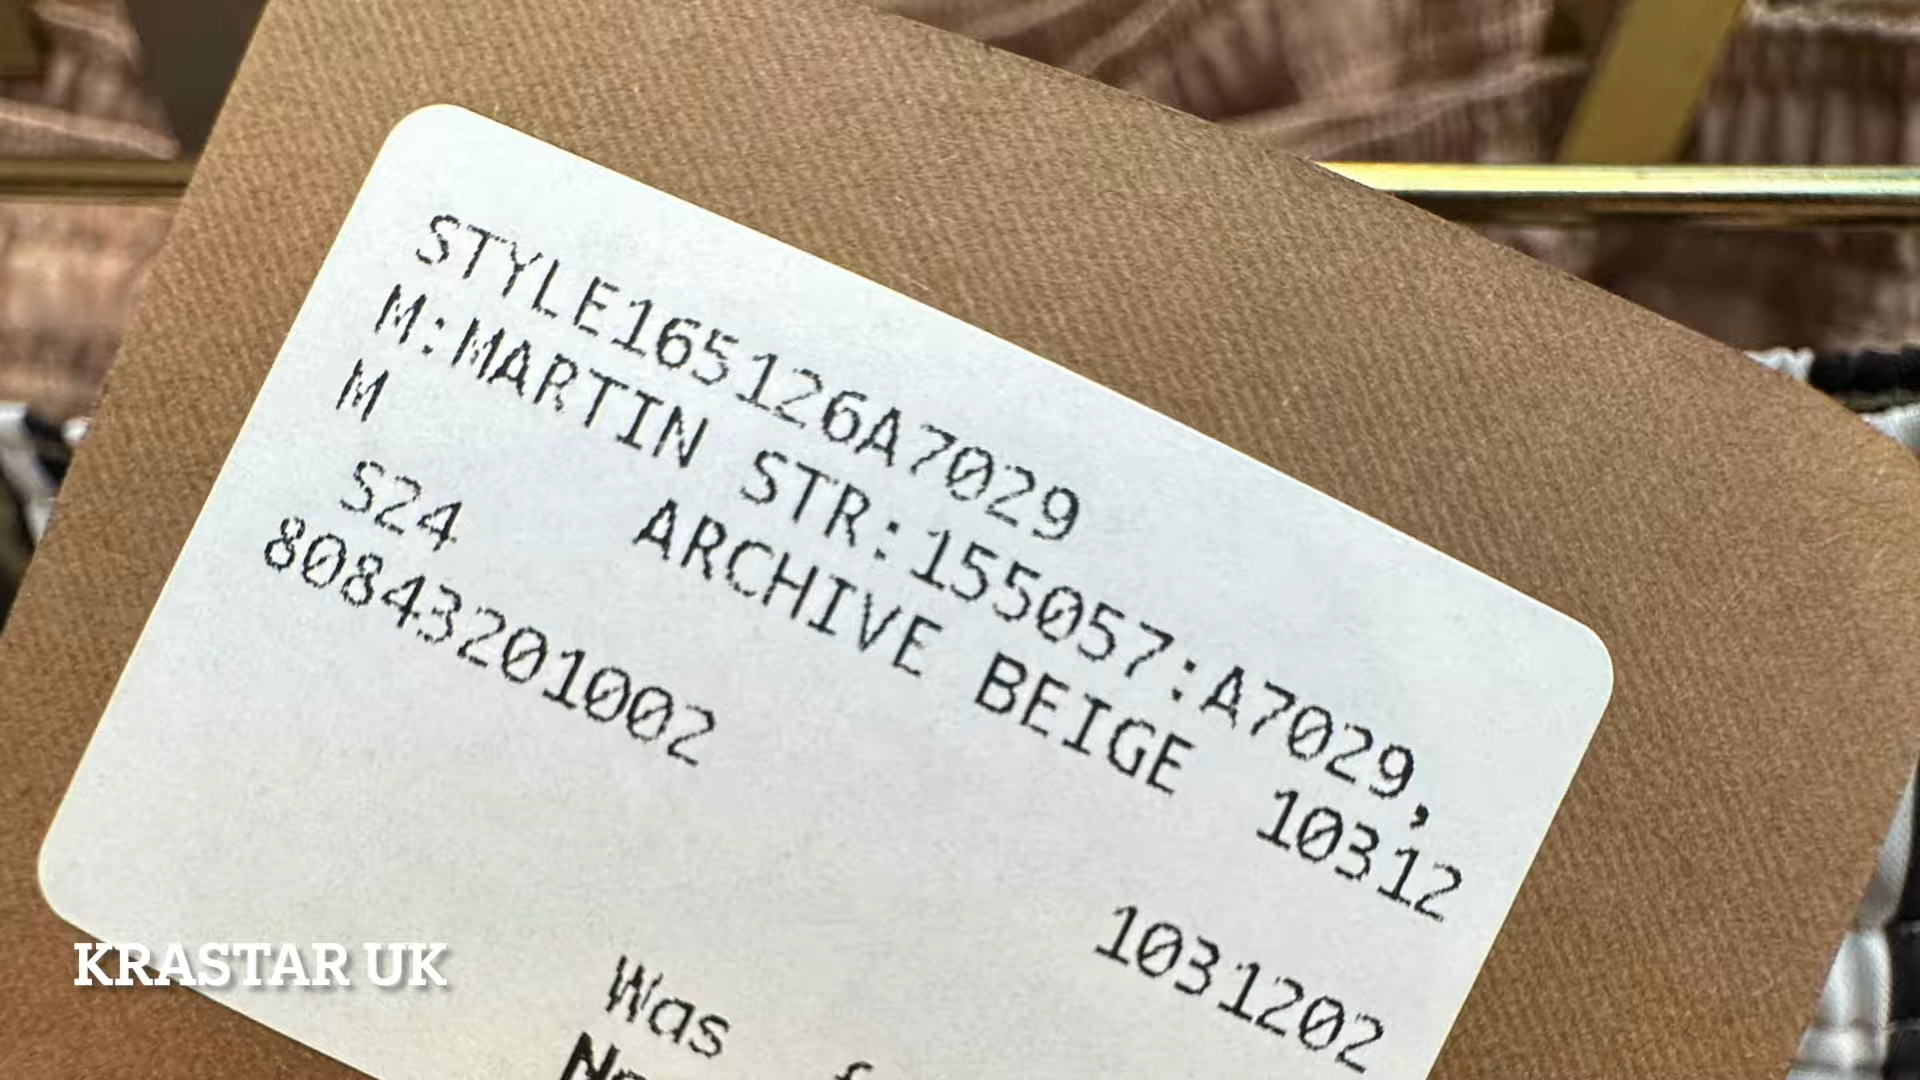 STYLE165126A7029
M:MARTIN STR:155057:A7029,
M ARCHIVE BEIGE 10312
S24
80843201002
1031202
Was
KRASTAR UK